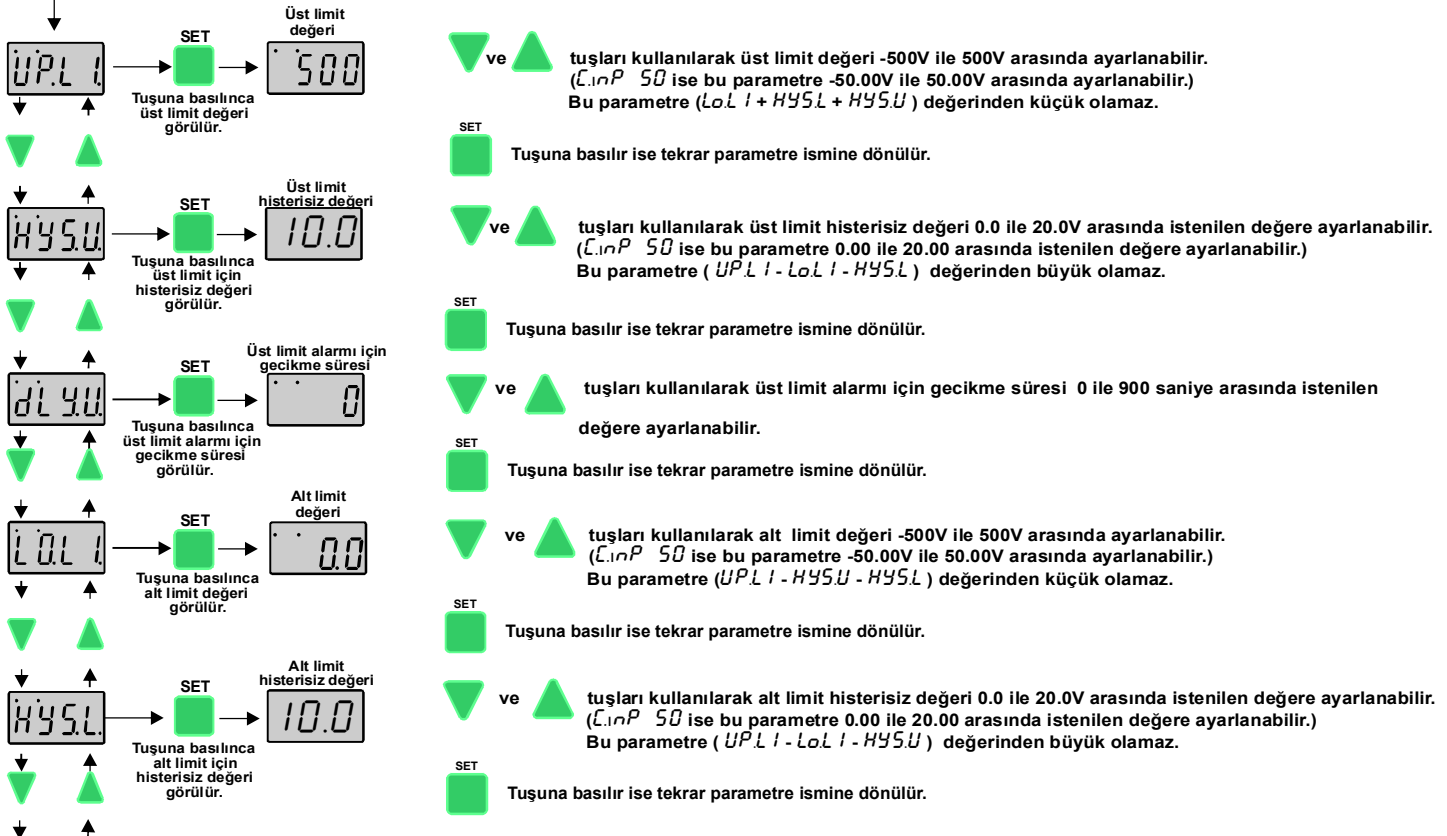 Üst limit
değeri
SET
UP.L I.
500
Tuşuna basılınca
üst limit değeri
görülür.
ve tuşları kullanılarak üst limit değeri -500V ile 500V arasında ayarlanabilir.
(C.inP 50 ise bu parametre -50.00V ile 50.00V arasında ayarlanabilir.)
Bu parametre (Lo.L I + HYS.L + HYS.U ) değerinden küçük olamaz.
SET
Tuşuna basılır ise tekrar parametre ismine dönülür.
Üst limit
histerisiz değeri
SET
HYS.U.
10.0
Tuşuna basılınca
üst limit için
histerisiz değeri
görülür.
ve tuşları kullanılarak üst limit histerisiz değeri 0.0 ile 20.0V arasında istenilen değere ayarlanabilir.
(C.inP 50 ise bu parametre 0.00 ile 20.00 arasında istenilen değere ayarlanabilir.)
Bu parametre ( UP.L I - Lo.L I - HYS.L ) değerinden büyük olamaz.
SET
Tuşuna basılır ise tekrar parametre ismine dönülür.
Üst limit alarmı için
gecikme süresi
SET
dLY.U.
0
Tuşuna basılınca
üst limit alarmı için
gecikme süresi
görülür.
ve tuşları kullanılarak üst limit alarmı için gecikme süresi 0 ile 900 saniye arasında istenilen
değere ayarlanabilir.
SET
Tuşuna basılır ise tekrar parametre ismine dönülür.
Alt limit
değeri
SET
LO.L I.
0.0
Tuşuna basılınca
alt limit değeri
görülür.
ve tuşları kullanılarak alt limit değeri -500V ile 500V arasında ayarlanabilir.
(C.inP 50 ise bu parametre -50.00V ile 50.00V arasında ayarlanabilir.)
Bu parametre (UP.L I - HYS.U - HYS.L ) değerinden küçük olamaz.
SET
Tuşuna basılır ise tekrar parametre ismine dönülür.
Alt limit
histerisiz değeri
SET
HYS.L.
10.0
Tuşuna basılınca
alt limit için
histerisiz değeri
görülür.
ve tuşları kullanılarak alt limit histerisiz değeri 0.0 ile 20.0V arasında istenilen değere ayarlanabilir.
(C.inP 50 ise bu parametre 0.00 ile 20.00 arasında istenilen değere ayarlanabilir.)
Bu parametre ( UP.L I - Lo.L I - HYS.U ) değerinden büyük olamaz.
SET
Tuşuna basılır ise tekrar parametre ismine dönülür.